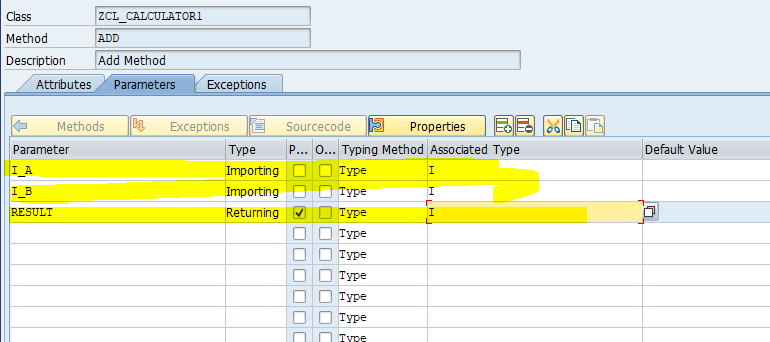 Class ZCL_CALCULATOR1
Method ADD
Description Add Method
Attributes Parameters Exceptions
Methods Exceptions Sourcecode Properties
Parameter Type P... O... Typing Method Associated Type Default Value
I_A Importing Type I
I_B Importing Type I
RESULT Returning Type I
Type
Type
Type
Type
Type
Type